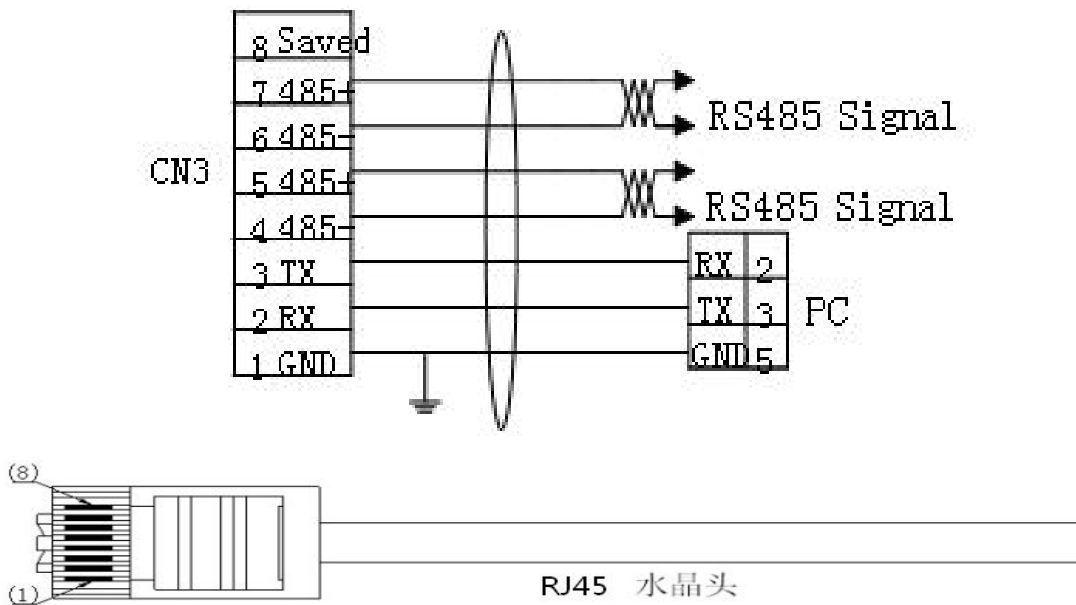 8 Saved
7 485+
6 485-
5 485+
4 485-
3 TX
2 RX
1 GND
CN3
RS485 Signal
RS485 Signal
RX 2
TX 3
GND 5
PC
(8)
(1)
RJ45 水晶头